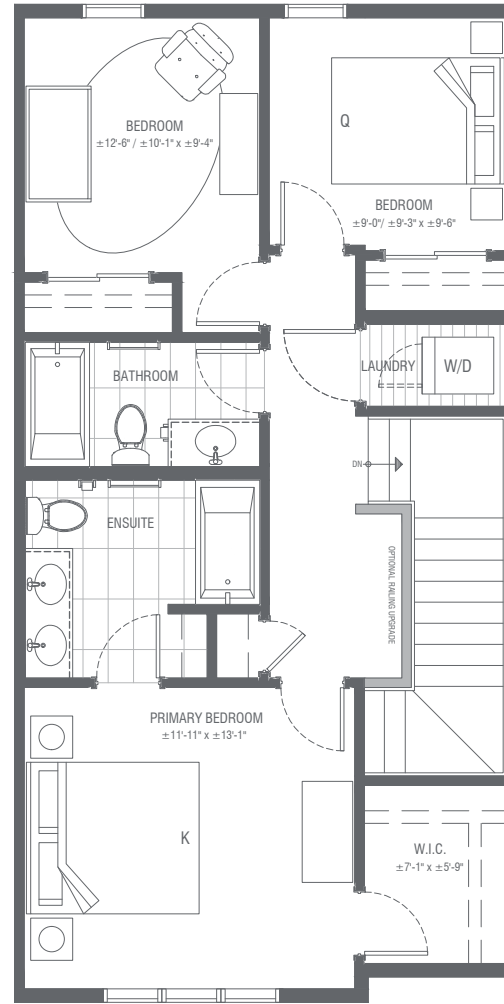 BEDROOM
±12'-6" / ±10'-1" x ±9'-4"
Q
BEDROOM
±9'-0"/ ±9'-3" x ±9'-6"
LAUNDRY
W/D
BATHROOM
DN
ENSUITE
OPTIONAL RAILING UPGRADE
PRIMARY BEDROOM
±11'-11" x ±13'-1"
K
W.I.C.
±7'-1" x ±5'-9"